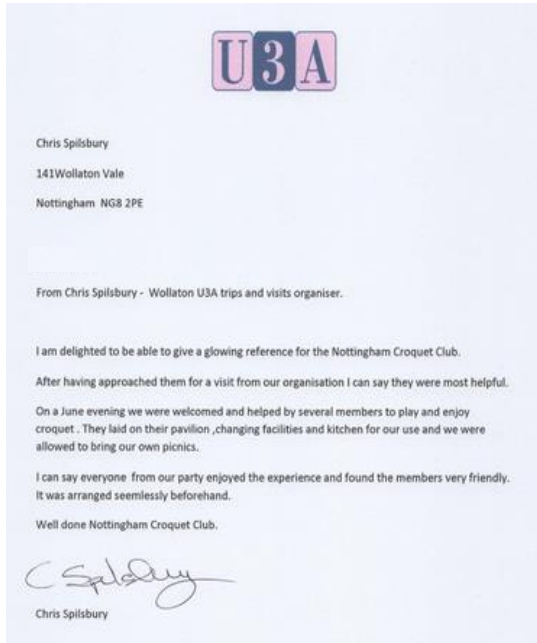 U3A
Chris Spilsbury
141Wollaton Vale
Nottingham NG8 2PE
From Chris Spilsbury - Wollaton U3A trips and visits organiser.
I am delighted to be able to give a glowing reference for the Nottingham Croquet Club.
After having approached them for a visit from our organisation I can say they were most helpful.
On a June evening we were welcomed and helped by several members to play and enjoy
croquet . They laid on their pavilion ,changing facilities and kitchen for our use and we were
allowed to bring our own picnics.
I can say everyone from our party enjoyed the experience and found the members very friendly.
It was arranged seemlessly beforehand.
Well done Nottingham Croquet Club.
C Spilsbury
Chris Spilsbury